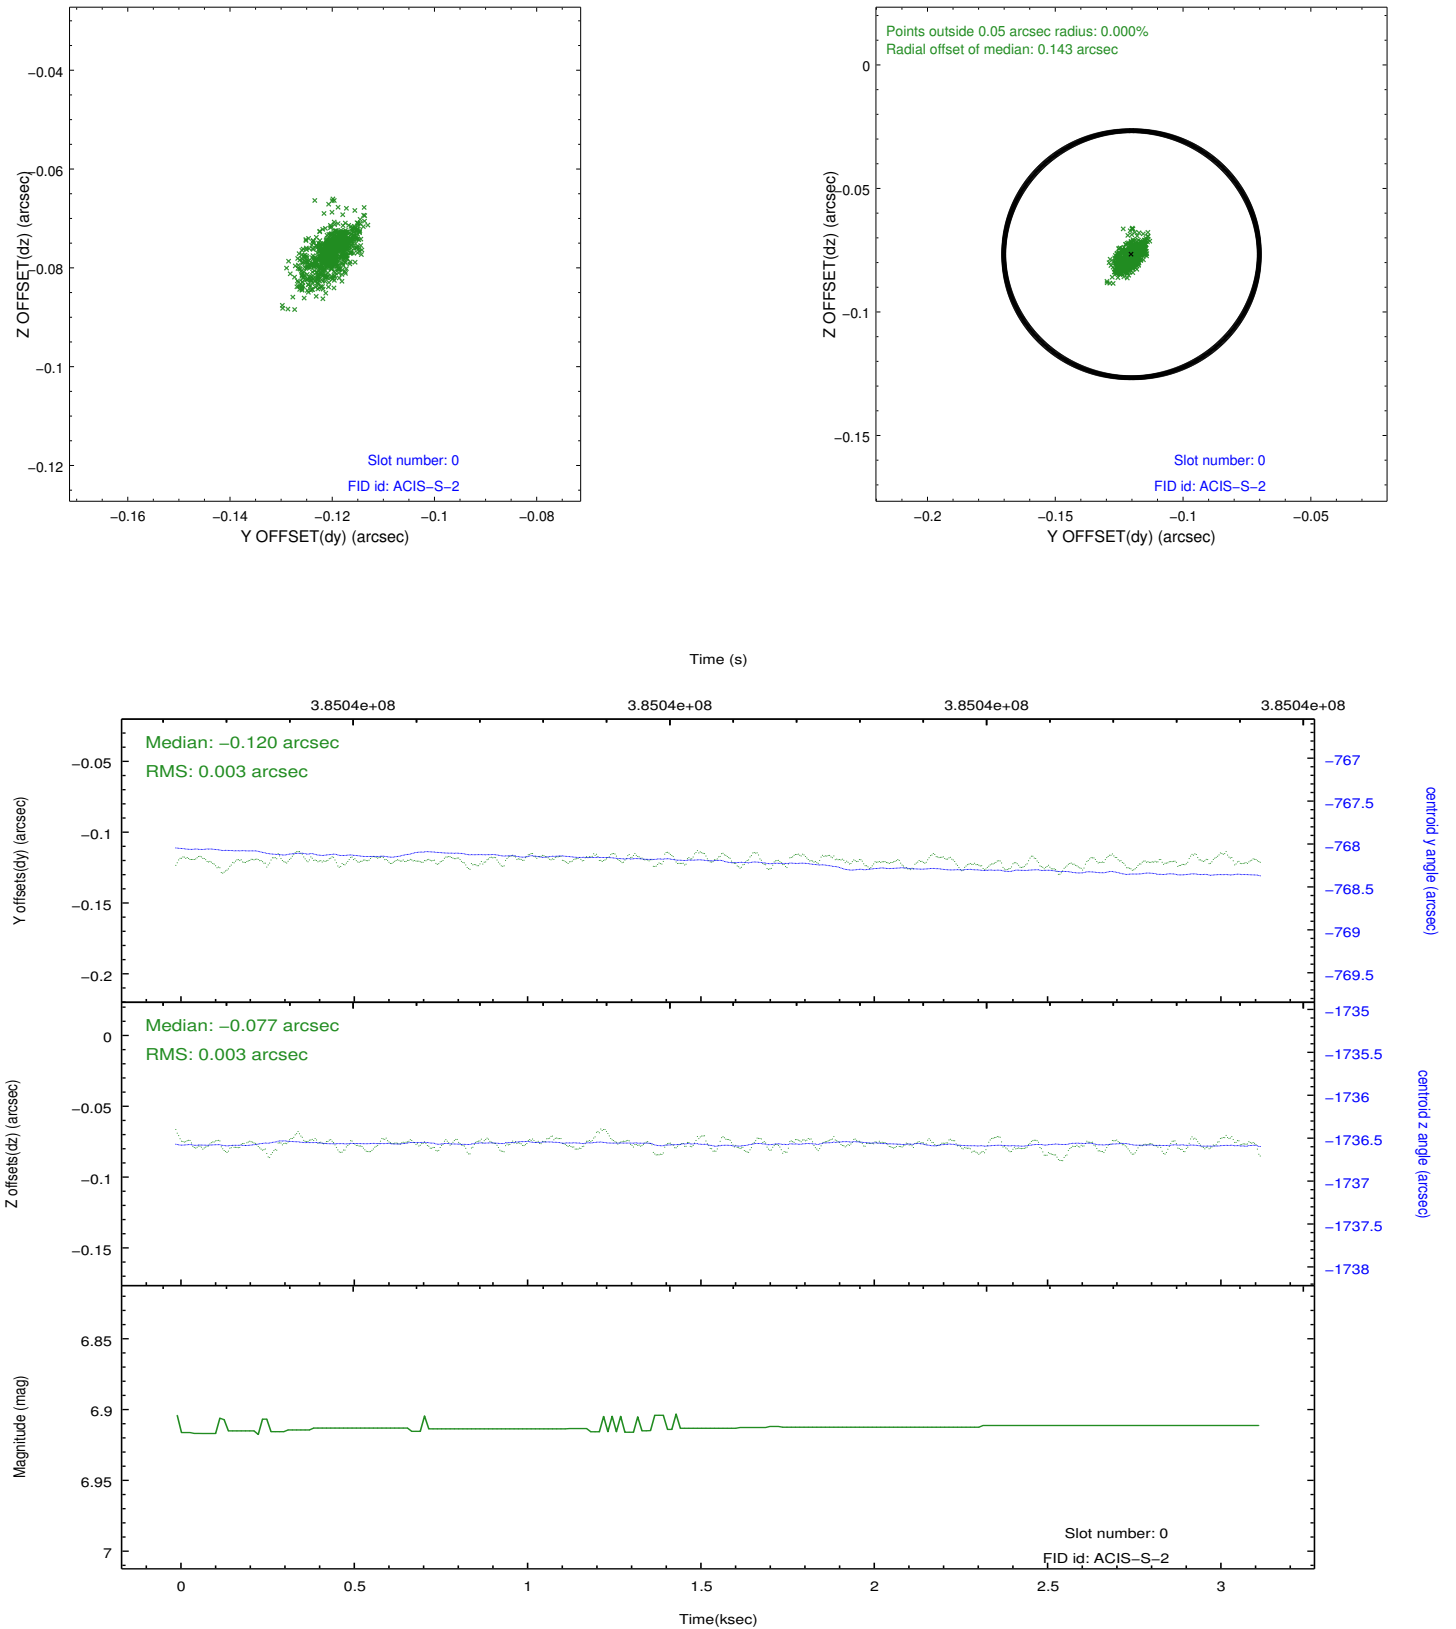 −0.04
−0.06
−0.08
−0.1
−0.12
Z OFFSET(dz) (arcsec)
Slot number: 0
FID id: ACIS−S−2
−0.16
−0.14
−0.12
−0.1
−0.08
Y OFFSET(dy) (arcsec)
Points outside 0.05 arcsec radius: 0.000%
Radial offset of median: 0.143 arcsec
0
−0.05
−0.1
−0.15
Z OFFSET(dz) (arcsec)
Slot number: 0
FID id: ACIS−S−2
−0.2
−0.15
−0.1
−0.05
Y OFFSET(dy) (arcsec)
Time (s)
3.8504e+08
3.8504e+08
3.8504e+08
3.8504e+08
Median: −0.120 arcsec
RMS: 0.003 arcsec
−0.05
−0.1
−0.15
−0.2
Y offsets(dy) (arcsec)
−767
−767.5
−768
−768.5
−769
−769.5
centroid y angle (arcsec)
Median: −0.077 arcsec
RMS: 0.003 arcsec
0
−0.05
−0.1
−0.15
Z offsets(dz) (arcsec)
−1735
−1735.5
−1736
−1736.5
−1737
−1737.5
−1738
centroid z angle (arcsec)
6.85
6.9
6.95
7
Magnitude (mag)
Slot number: 0
FID id: ACIS−S−2
0
0.5
1
1.5
2
2.5
3
Time(ksec)